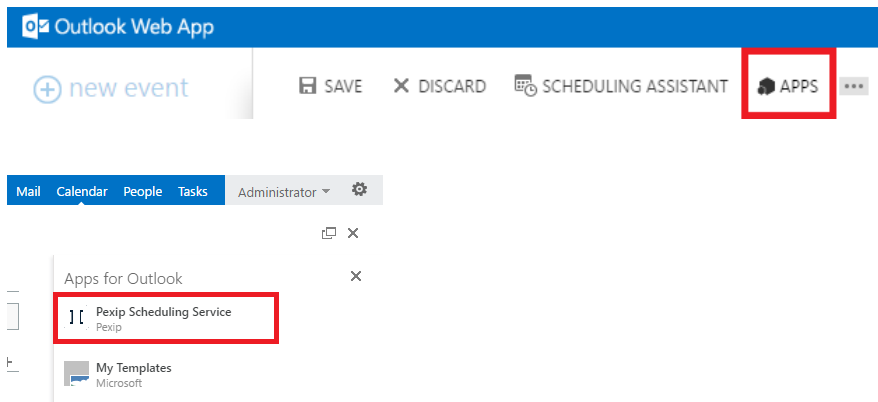 Outlook Web App
new event
SAVE DISCARD SCHEDULING ASSISTANT APPS
Mail Calendar People Tasks Administrator
Apps for Outlook
Pexip Scheduling Service
Pexip
My Templates
Microsoft